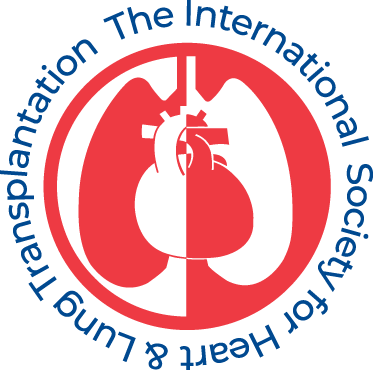 The International Society for Heart & Lung Transplantation